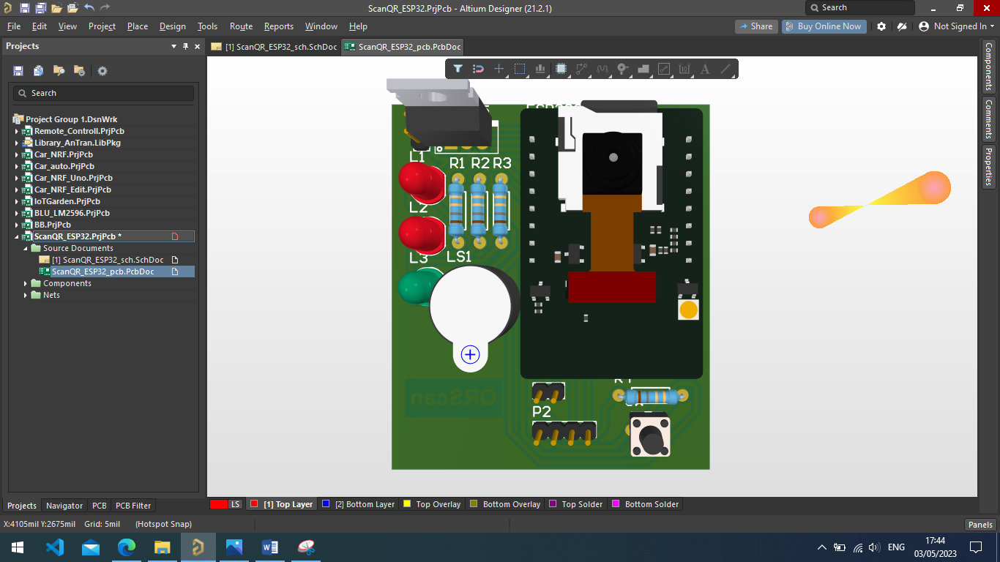 ScanQR_ESP32.PrjPcb - Altium Designer (21.2.1)
Search
File Edit View Project Place Design Tools Route Reports Window Help
Share
Buy Online Now
Not Signed In
Projects
[1] ScanQR_ESP32_sch.SchDoc
ScanQR_ESP32_pcb.PcbDoc
Search
Project Group 1.DsnWrk
Remote_Controll.PrjPcb
Library_AnTran.LibPkg
Car_NRF.PrjPcb
Car_auto.PrjPcb
Car_NRF_Uno.PrjPcb
Car_NRF_Edit.PrjPcb
IoTGarden.PrjPcb
BLU_LM2596.PrjPcb
BB.PrjPcb
ScanQR_ESP32.PrjPcb *
Source Documents
[1] ScanQR_ESP32_sch.SchDoc
ScanQR_ESP32_pcb.PcbDoc
Components
Nets
L1
R1 R2 R3
L2
L3
LS1
QRScan
P2
Components
Comments
Properties
Projects Navigator PCB PCB Filter
LS [1] Top Layer [2] Bottom Layer Top Overlay Bottom Overlay Top Solder Bottom Solder
X:4105mil Y:2675mil Grid: 5mil (Hotspot Snap)
Panels
ENG
17:44
03/05/2023